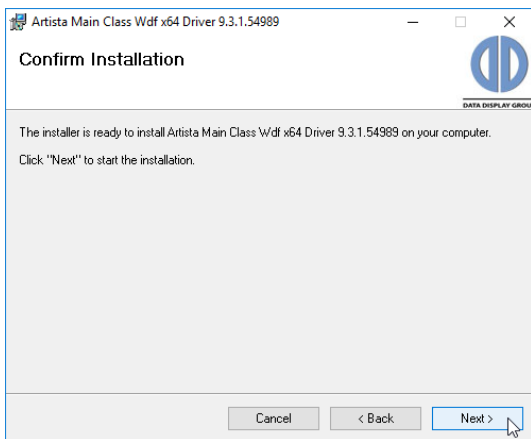 Artista Main Class Wdf x64 Driver 9.3.1.54989
Confirm Installation
DATA DISPLAY GROU
The installer is ready to install Artista Main Class Wdf x64 Driver 9.3.1.54989 on your computer.
Click "Next" to start the installation.
Cancel
< Back
Next >